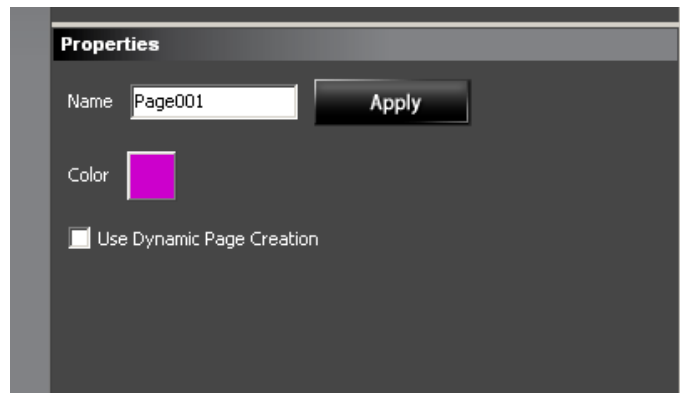 Properties
Name Page001 Apply
Color
Use Dynamic Page Creation